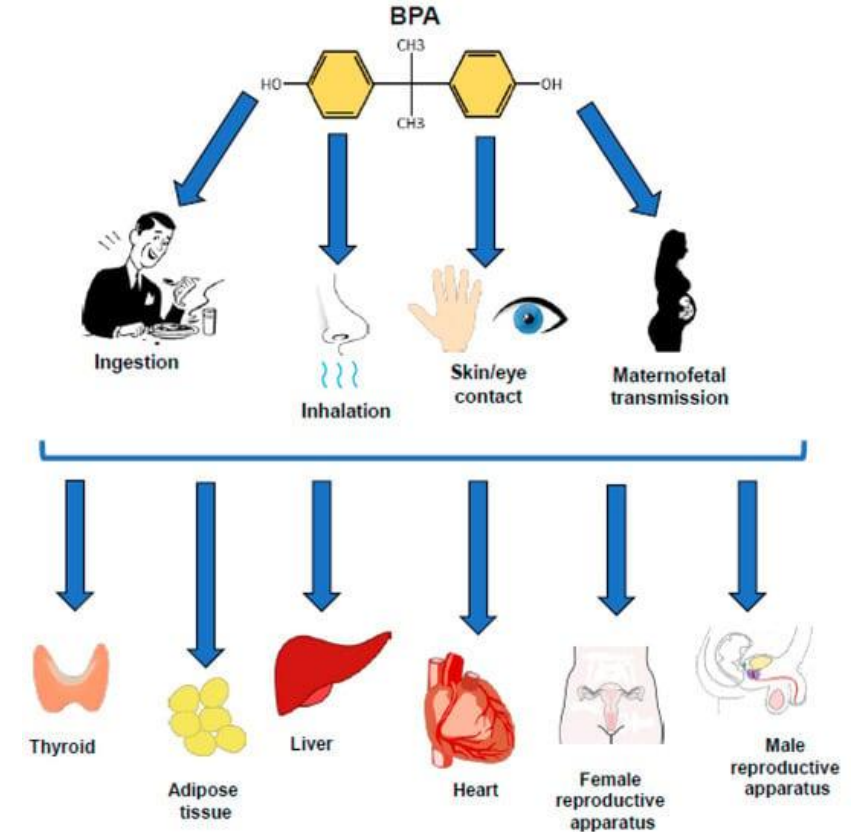 BPA
CH3
HO
OH
CH3
Ingestion
Inhalation
Skin/eye
contact
Maternofetal
transmission
Thyroid
Adipose
tissue
Liver
Heart
Female
reproductive
apparatus
Male
reproductive
apparatus